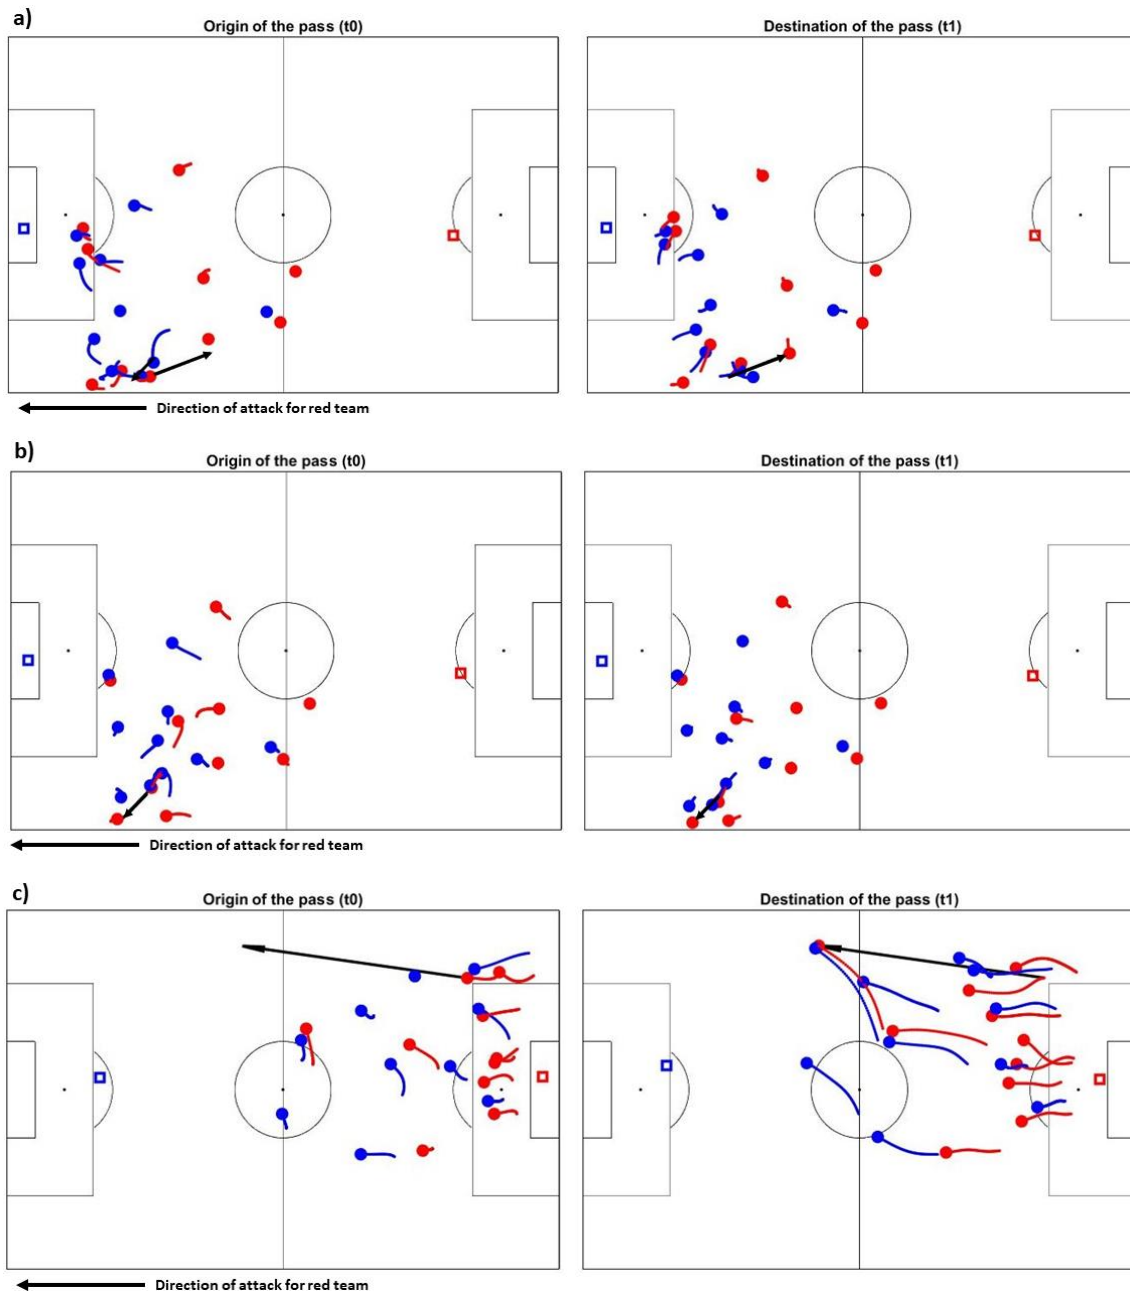 a)
Origin of the pass (t0)
Destination of the pass (t1)
Direction of attack for red team
b)
Origin of the pass (t0)
Destination of the pass (t1)
Direction of attack for red team
c)
Origin of the pass (t0)
Destination of the pass (t1)
Direction of attack for red team